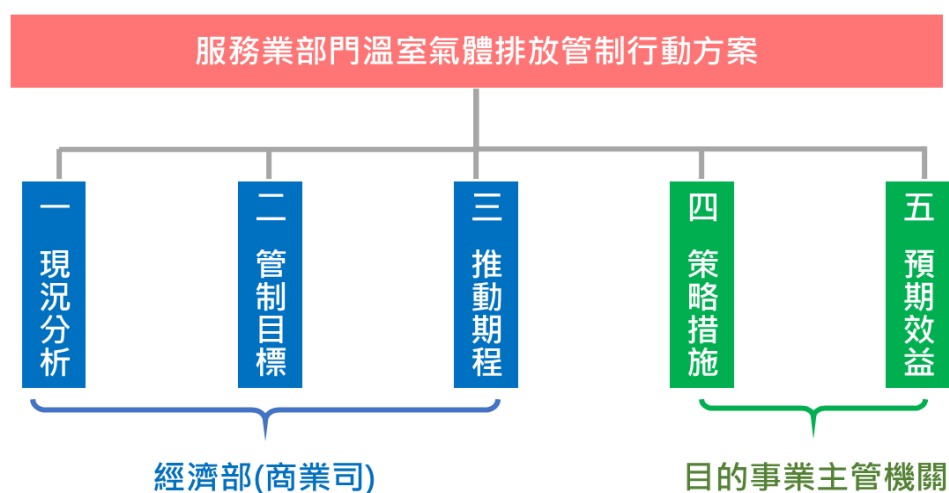 服務業部門溫室氣體排放管制行動方案
一 現況分析
二 管制目標
三 推動期程
四 策略措施
五 預期效益
經濟部(商業司)
目的事業主管機關